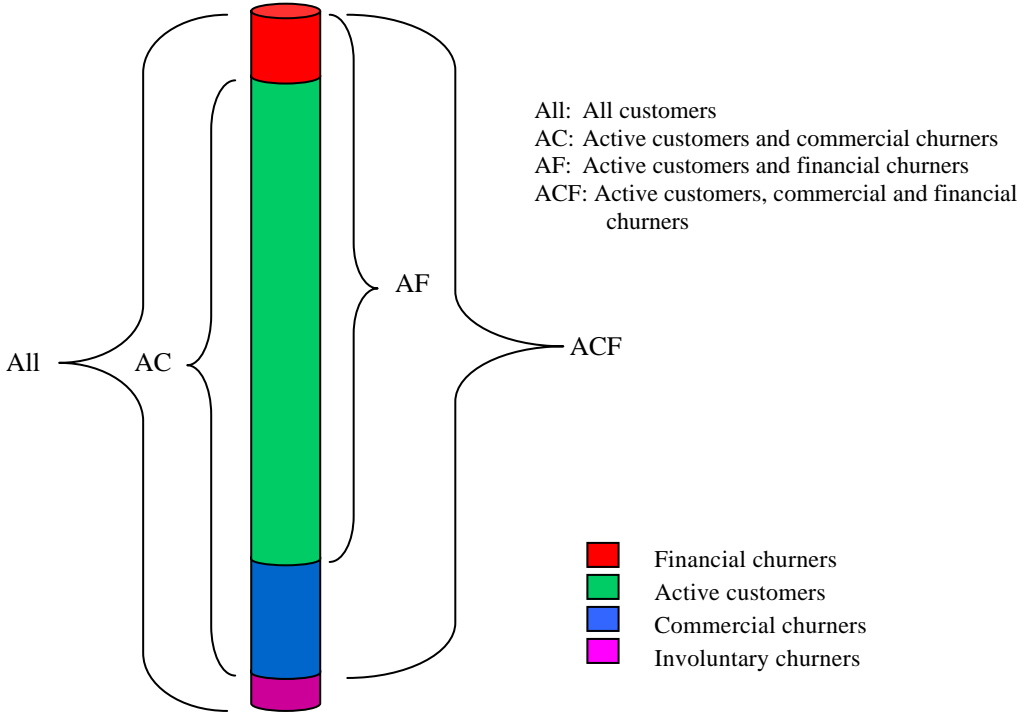 All: All customers
AC: Active customers and commercial churners
AF: Active customers and financial churners
ACF: Active customers, commercial and financial
churners
AF
ACF
All
AC
Financial churners
Active customers
Commercial churners
Involuntary churners